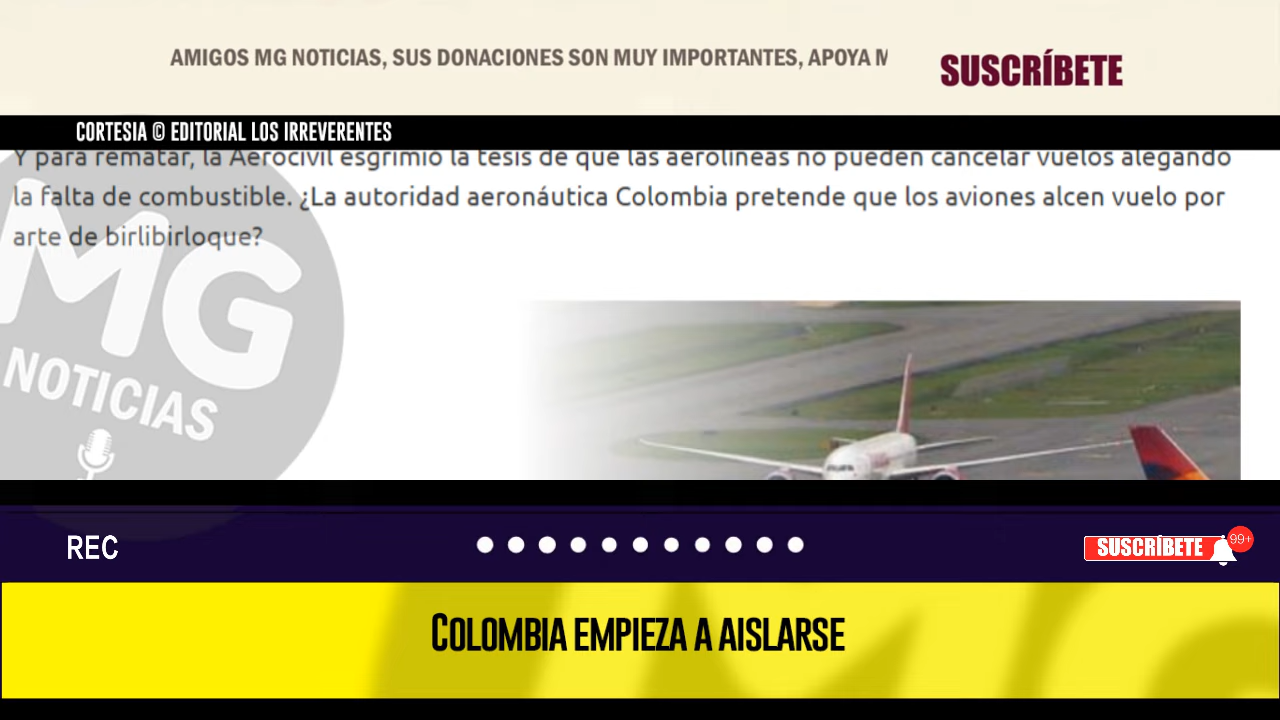 AMIGOS MG NOTICIAS, SUS DONACIONES SON MUY IMPORTANTES, APOYA
SUSCRÍBETE
CORTESIA © EDITORIAL LOS IRREVERENTES
Y para rematar, la Aerocivil esgrimió la tesis de que las aerolíneas no pueden cancelar vuelos alegando
la falta de combustible. ¿La autoridad aeronáutica Colombia pretende que los aviones alcen vuelo por
arte de birlibirloque?
MG
NOTICIAS
REC
SUSCRÍBETE
99+
COLOMBIA EMPIEZA A AISLARSE